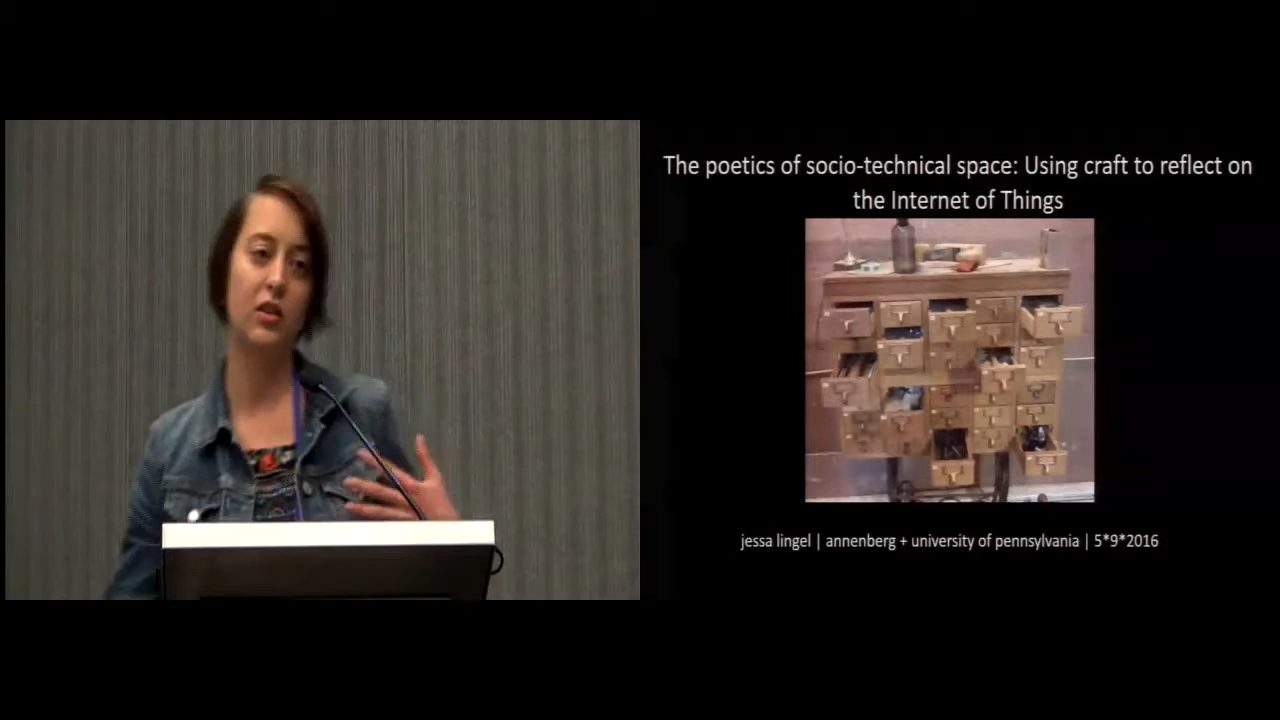 The poetics of socio-technical space: Using craft to reflect on
the Internet of Things
jessa lingel | annenberg + university of pennsylvania | 5*9*2016